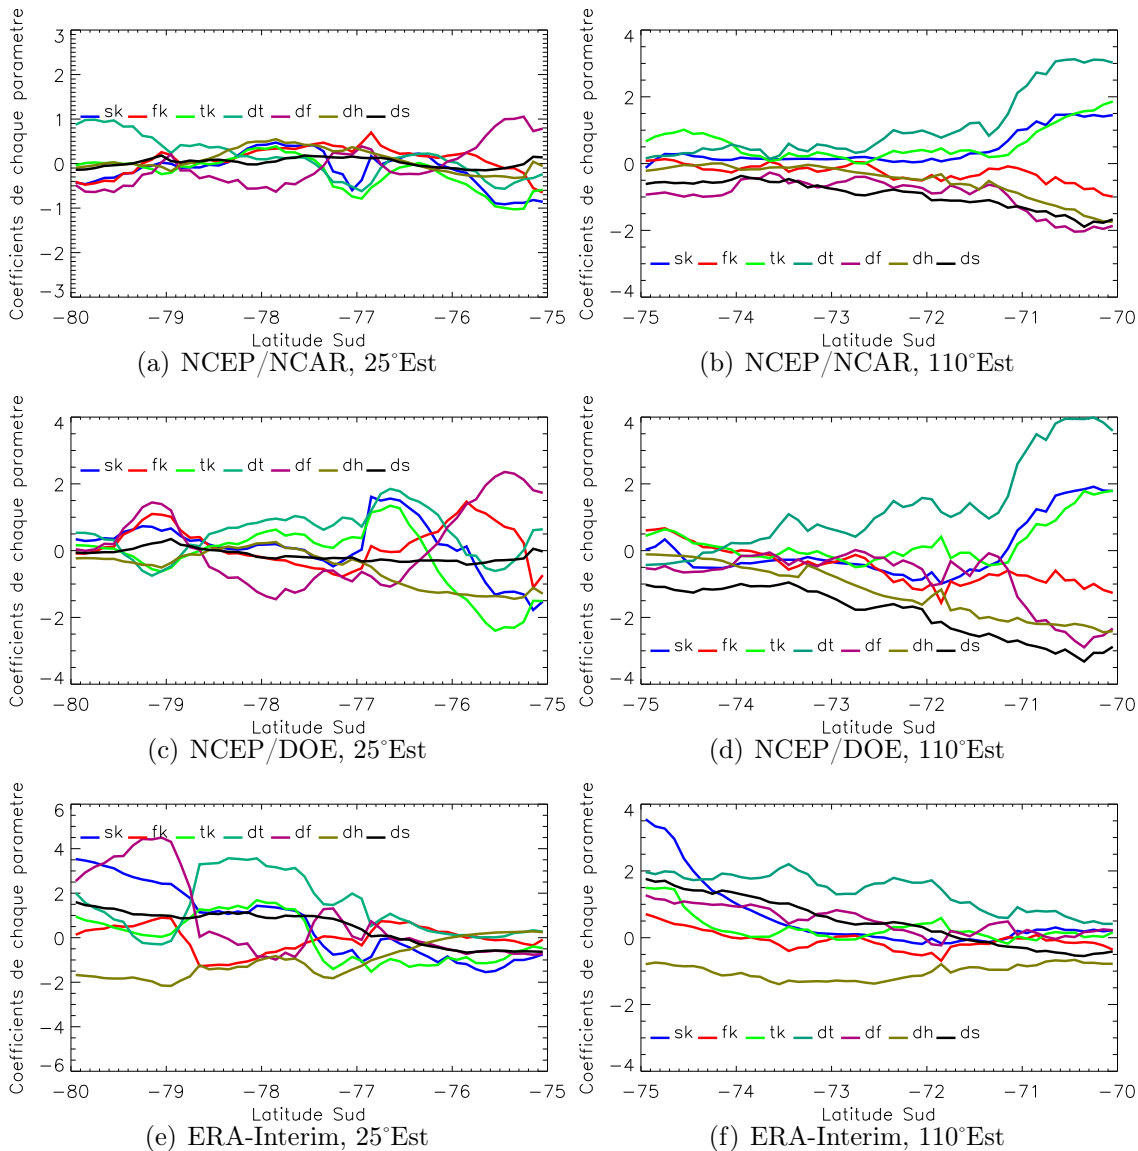 Coefficients de chaque parametre
3
2
1
0
−1
−2
−3
sk fk tk dt df dh ds
−80 −79 −78 −77 −76 −75
Latitude Sud
(a) NCEP/NCAR, 25°Est
Coefficients de chaque parametre
4
2
0
−2
−4
sk fk tk dt df dh ds
−75 −74 −73 −72 −71 −70
Latitude Sud
(b) NCEP/NCAR, 110°Est
Coefficients de chaque parametre
4
2
0
−2
−4
sk fk tk dt df dh ds
−80 −79 −78 −77 −76 −75
Latitude Sud
(c) NCEP/DOE, 25°Est
Coefficients de chaque parametre
4
2
0
−2
−4
sk fk tk dt df dh ds
−75 −74 −73 −72 −71 −70
Latitude Sud
(d) NCEP/DOE, 110°Est
Coefficients de chaque parametre
6
4
2
0
−2
−4
−6
sk fk tk dt df dh ds
−80 −79 −78 −77 −76 −75
Latitude Sud
(e) ERA-Interim, 25°Est
Coefficients de chaque parametre
4
2
0
−2
−4
sk fk tk dt df dh ds
−75 −74 −73 −72 −71 −70
Latitude Sud
(f) ERA-Interim, 110°Est